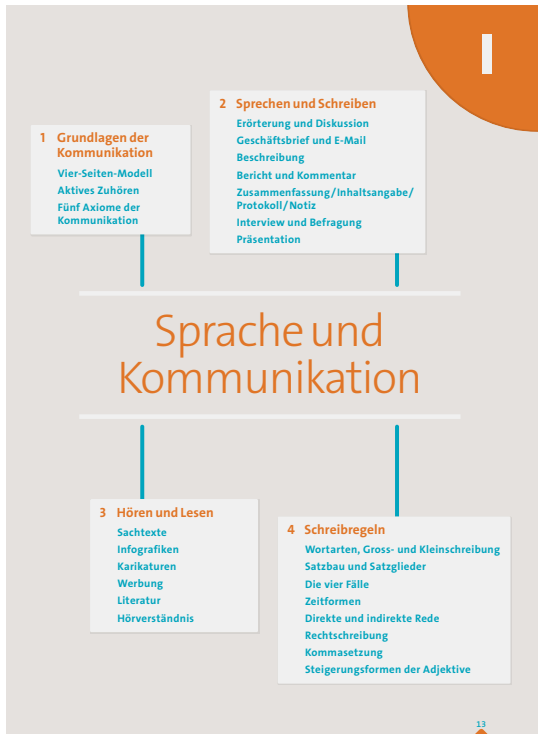 I
2 Sprechen und Schreiben
Erörterung und Diskussion
Geschäftsbrief und E-Mail
Beschreibung
Bericht und Kommentar
Zusammenfassung/Inhaltsangabe/
Protokoll/Notiz
Interview und Befragung
Präsentation
1 Grundlagen der
Kommunikation
Vier-Seiten-Modell
Aktives Zuhören
Fünf Axiome der
Kommunikation
Sprache und
Kommunikation
3 Hören und Lesen
Sachtexte
Infografiken
Karikaturen
Werbung
Literatur
Hörverständnis
4 Schreibregeln
Wortarten, Gross- und Kleinschreibung
Satzbau und Satzglieder
Die vier Fälle
Zeitformen
Direkte und indirekte Rede
Rechtschreibung
Kommasetzung
Steigerungsformen der Adjektive
13